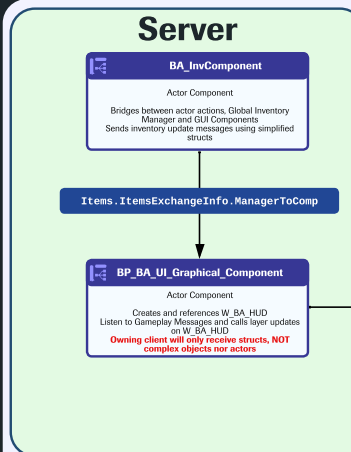 Server
BA_InvComponent
Actor Component
Bridges between actor actions, Global Inventory
Manager and GUI Components
Sends inventory update messages using simplified
structs
Items.ItemsExchangeInfo.ManagerToComp
BP_BA_UI_Graphical_Component
Actor Component
Creates and references W_BA_HUD
Listen to Gameplay Messages and calls layer updates
on W_BA_HUD
Owning client will only receive structs, NOT
complex objects nor actors